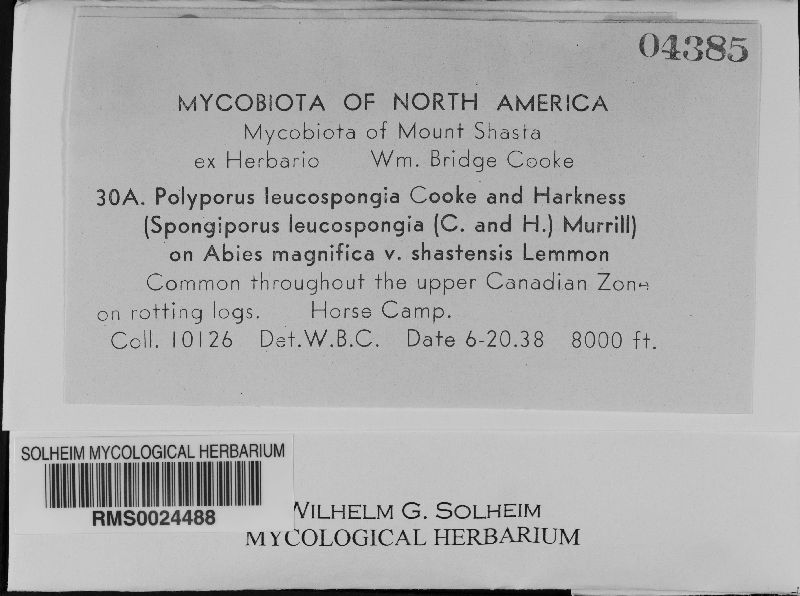 04385
MYCOBIOTA OF NORTH AMERICA
Mycobiota of Mount Shasta
ex Herbario Wm. Bridge Cooke
30A. Polyporus leucospongia Cooke and Harkness
(Spongiporus leucospongia (C. and H.) Murrill)
on Abies magnifica v. shastensis Lemmon
Common throughout the upper Canadian Zone
on rotting logs. Horse Camp.
Coll. 10126 Det.W.B.C. Date 6-20.38 8000 ft.
SOLHEIM MYCOLOGICAL HERBARIUM
RMS0024488
WILHELM G. SOLHEIM
MYCOLOGICAL HERBARIUM